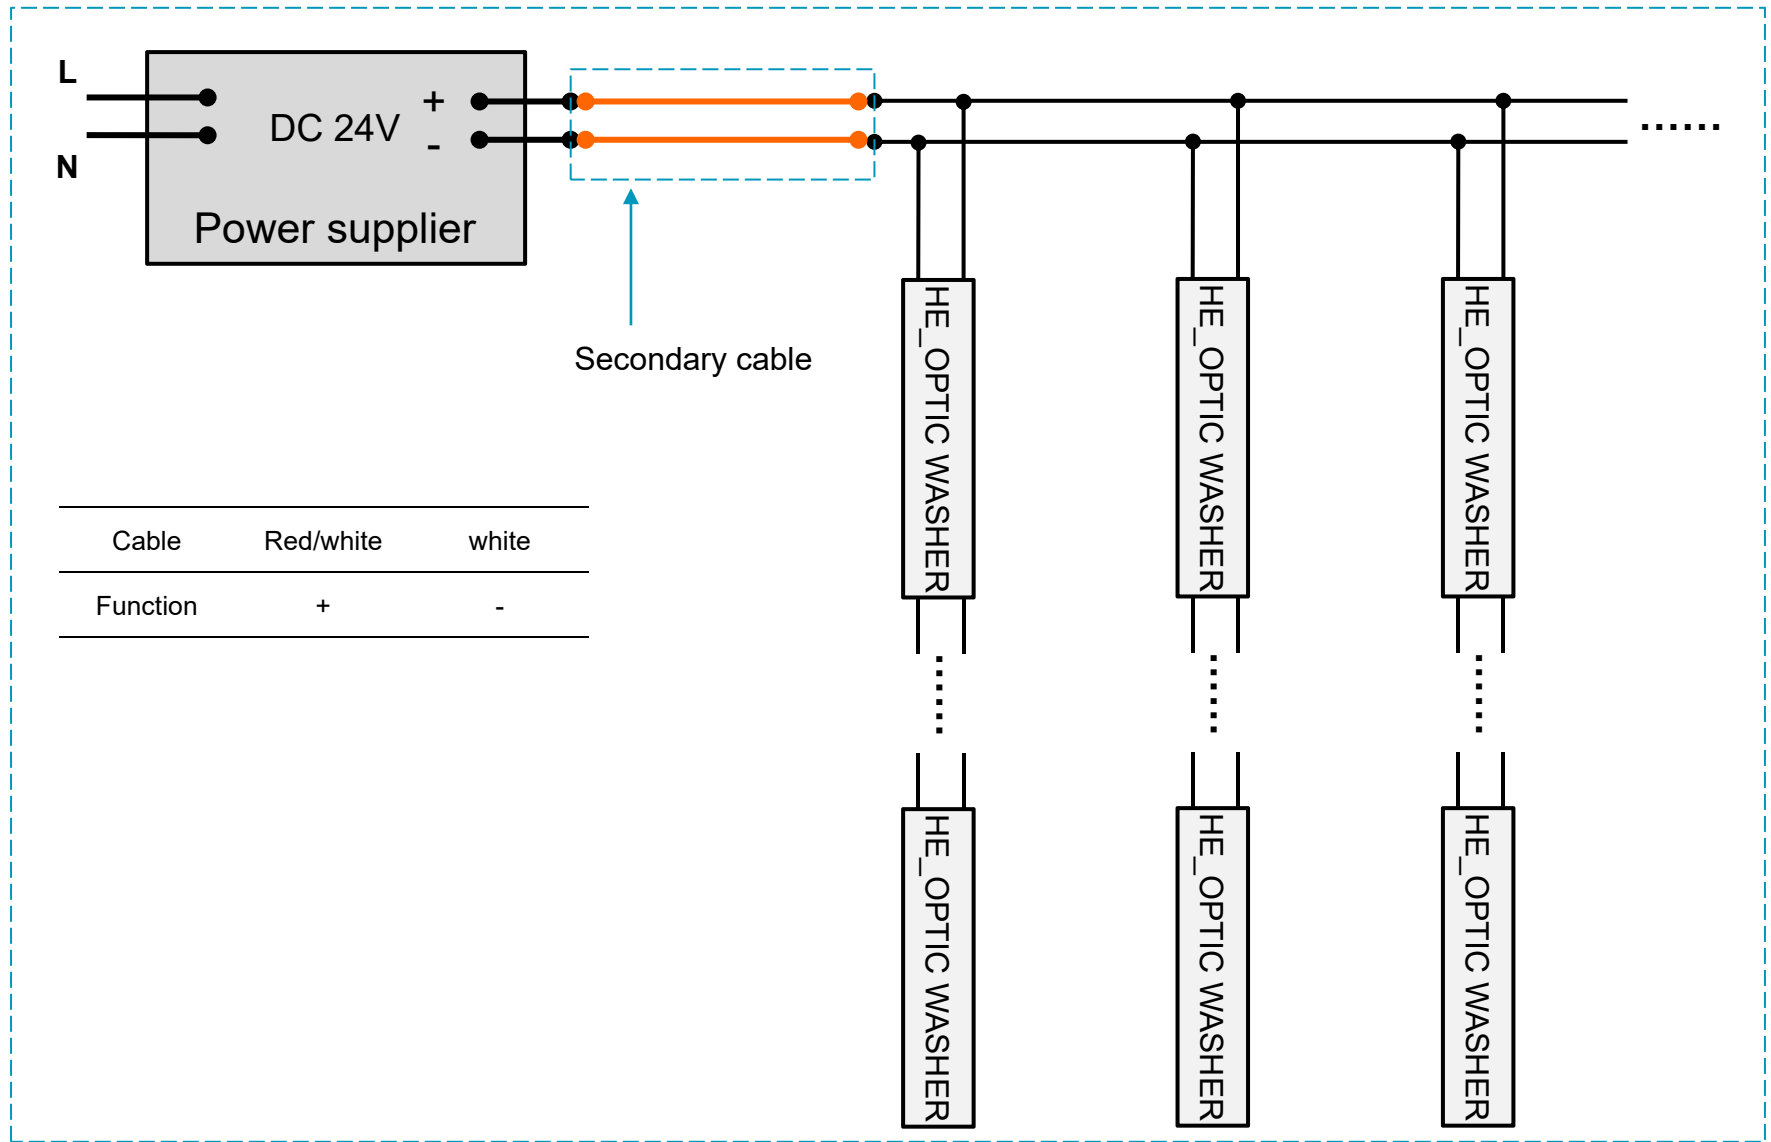 L
N
DC 24V
+
-
Power supplier
Secondary cable
......
HE_OPTIC WASHER
HE_OPTIC WASHER
HE_OPTIC WASHER
Cable Red/white white
Function + -
......
......
......
HE_OPTIC WASHER
HE_OPTIC WASHER
HE_OPTIC WASHER